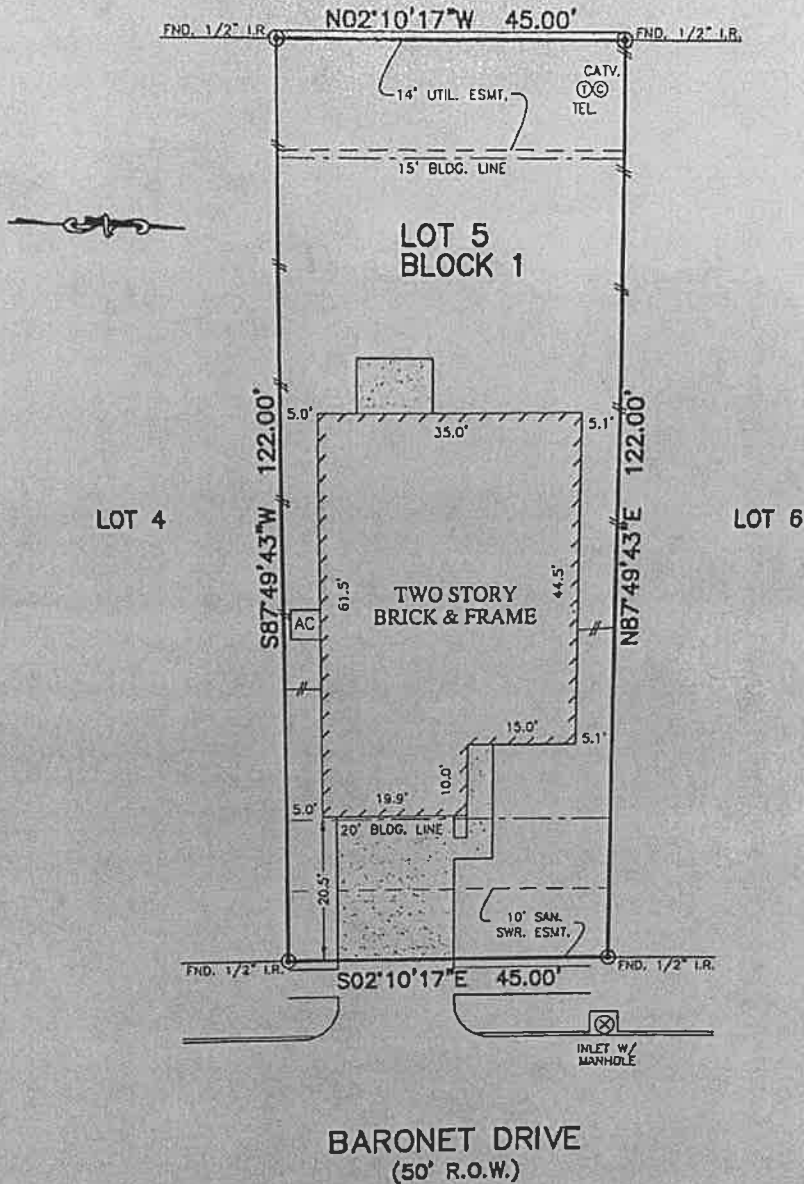 N02°10'17"W 45.00'
FND. 1/2" I.R.
FND. 1/2" I.R.
CATV.
T C
TEL.
14' UTIL. ESMT.
15' BLDG. LINE
LOT 5
BLOCK 1
5.0'
35.0'
5.1'
S87°49'43"W 122.00'
N87°49'43"E 122.00'
LOT 4
LOT 6
61.5'
44.5'
TWO STORY
BRICK & FRAME
AC
15.0'
5.1'
10.0'
19.9'
5.0'
20' BLDG. LINE
20.5'
10' SAN.
SWR. ESMT.
FND. 1/2" I.R.
FND. 1/2" I.R.
S02°10'17"E 45.00'
INLET W/
MANHOLE
BARONET DRIVE
(50' R.O.W.)